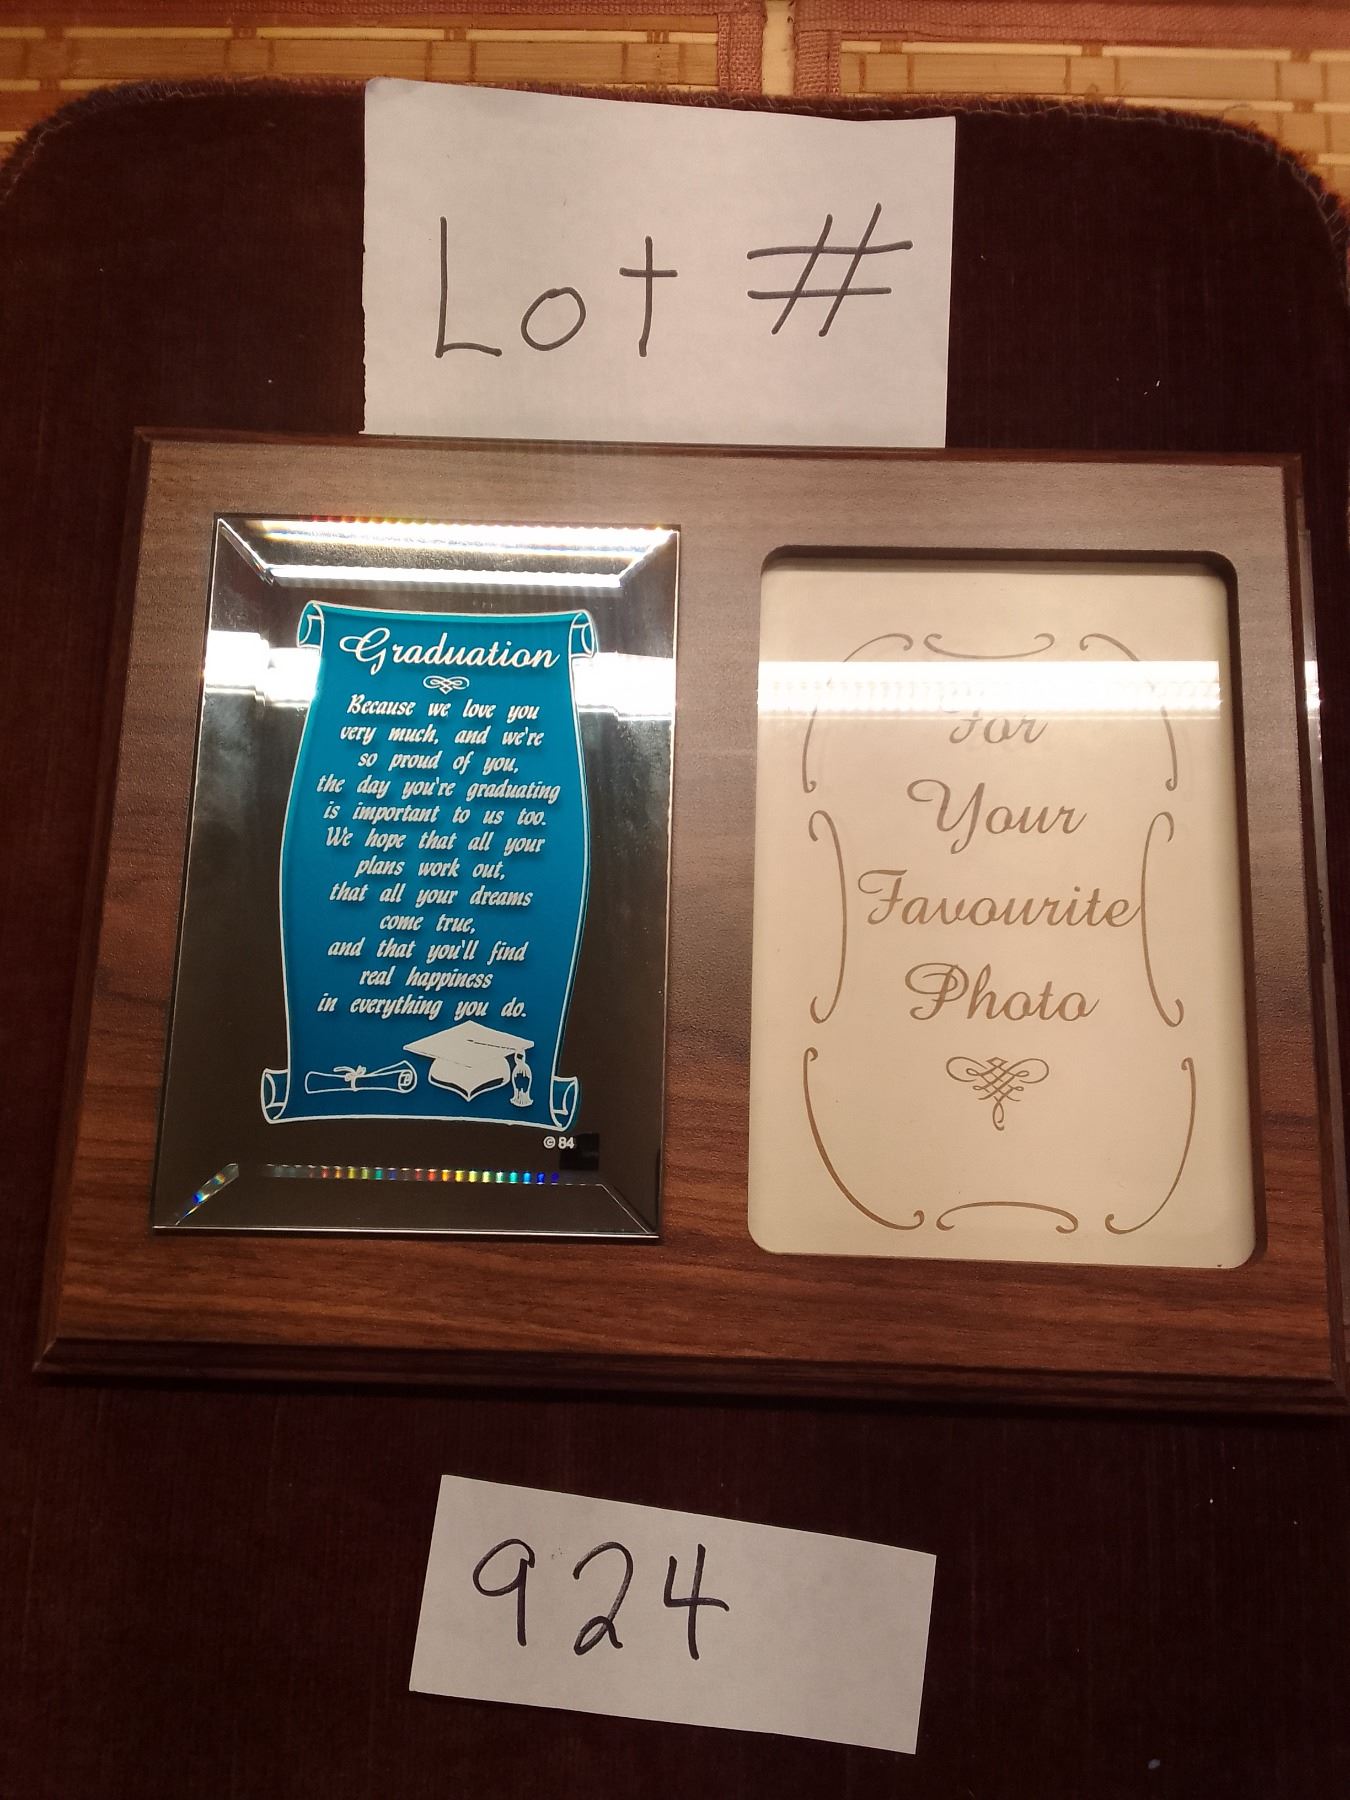 Lot #
Graduation
Because we love you
very much, and we're
so proud of you,
the day you're graduating
is important to us too.
We hope that all your
plans work out,
that all your dreams
come true,
and that you'll find
real happiness
in everything you do.
© 84
For
Your
Favourite
Photo
924